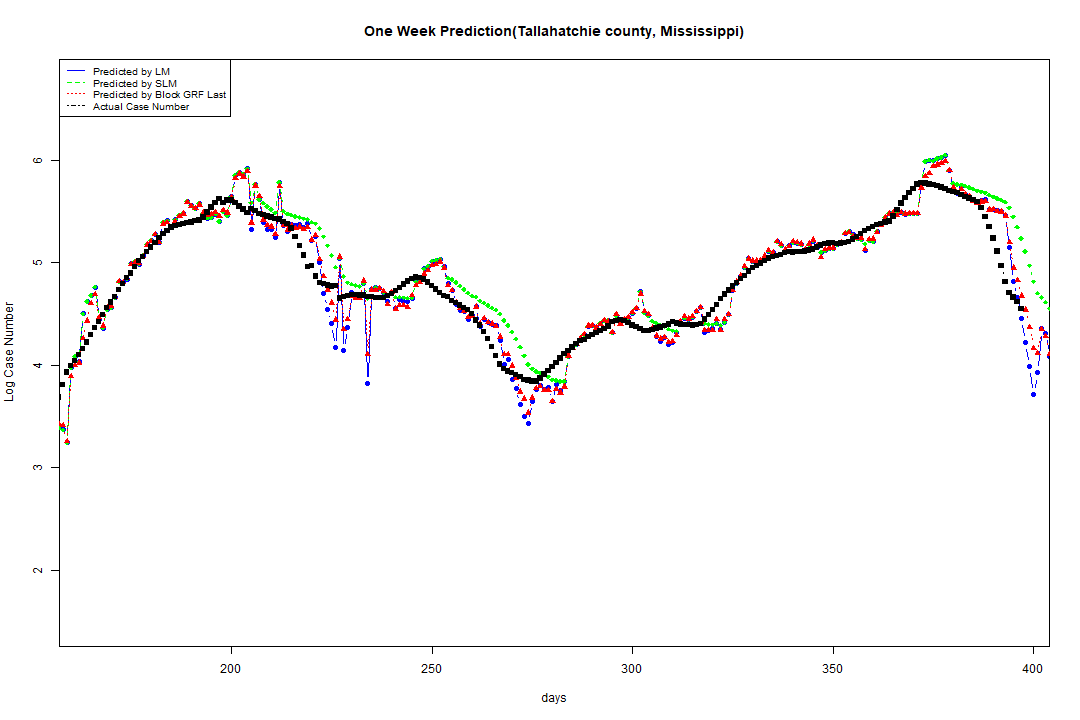 One Week Prediction(Tallahatchie county, Mississippi)
Predicted by LM
Predicted by SLM
Predicted by Block GRF Last
Actual Case Number
Log Case Number
6
5
4
3
2
200 250 300 350 400
days